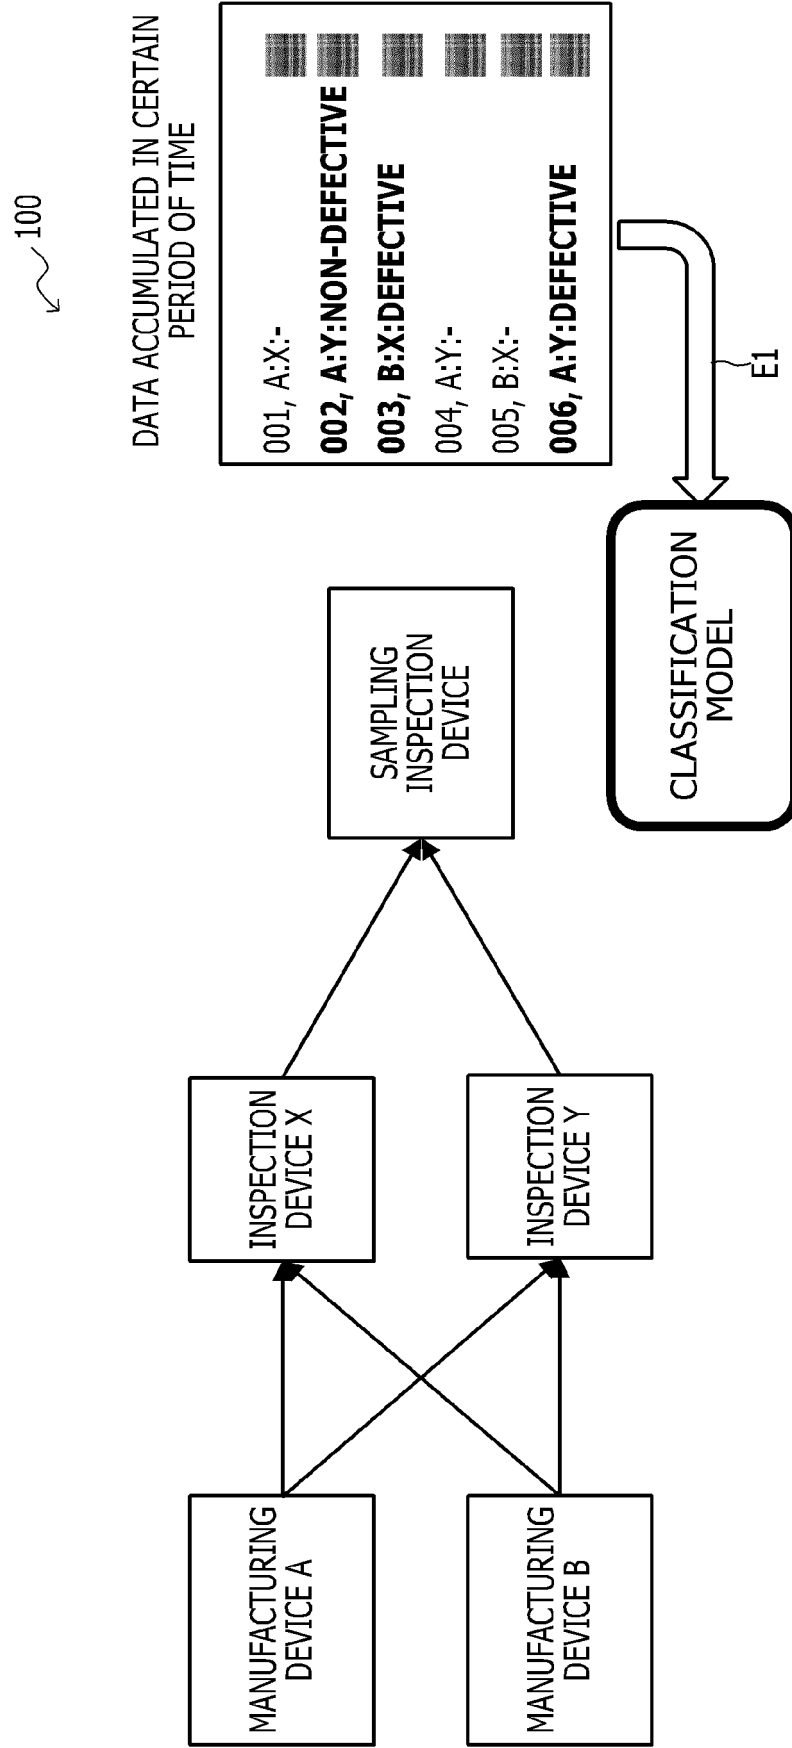 100
DATA ACCUMULATED IN CERTAIN
PERIOD OF TIME
001, A:X:-
002, A:Y:NON-DEFECTIVE
003, B:X:DEFECTIVE
004, A:Y:-
005, B:X:-
006, A:Y:DEFECTIVE
E1
MANUFACTURING
DEVICE A
MANUFACTURING
DEVICE B
INSPECTION
DEVICE X
INSPECTION
DEVICE Y
SAMPLING
INSPECTION
DEVICE
CLASSIFICATION
MODEL